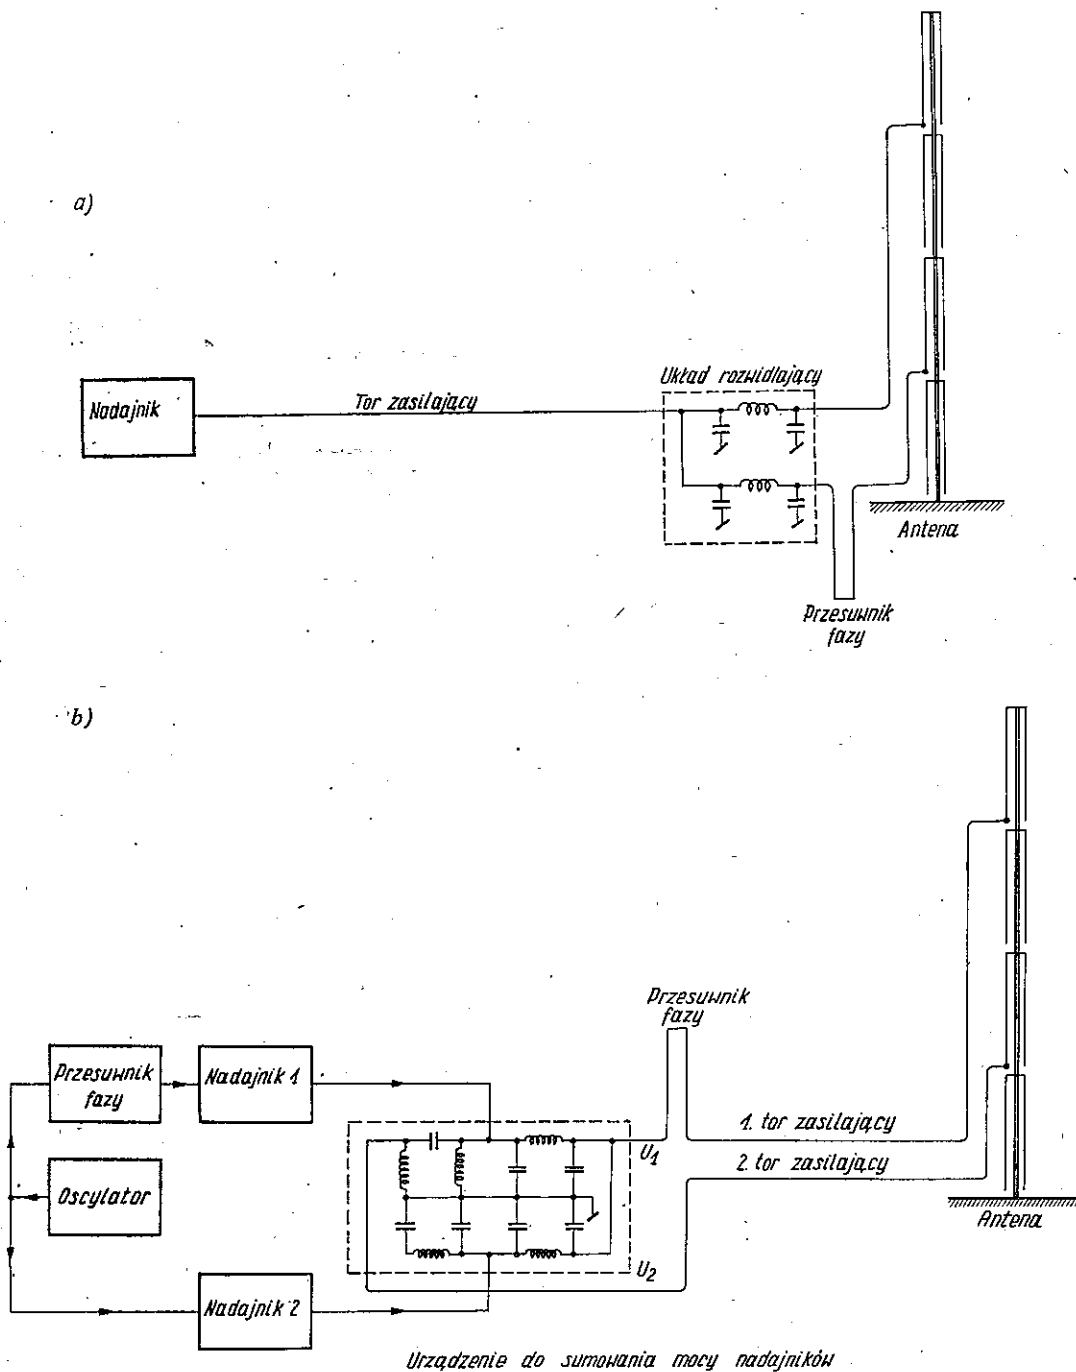 a)
Nadajnik
Tor zasilający
Układ rozwidlający
Antena
Przesuwnik
fazy
b)
Przesuwnik
fazy
Przesuwnik
fazy
Nadajnik 1
Oscylator
Nadajnik 2
U1
U2
1. tor zasilający
2. tor zasilający
Antena
Urządzenie do sumowania mocy nadajników